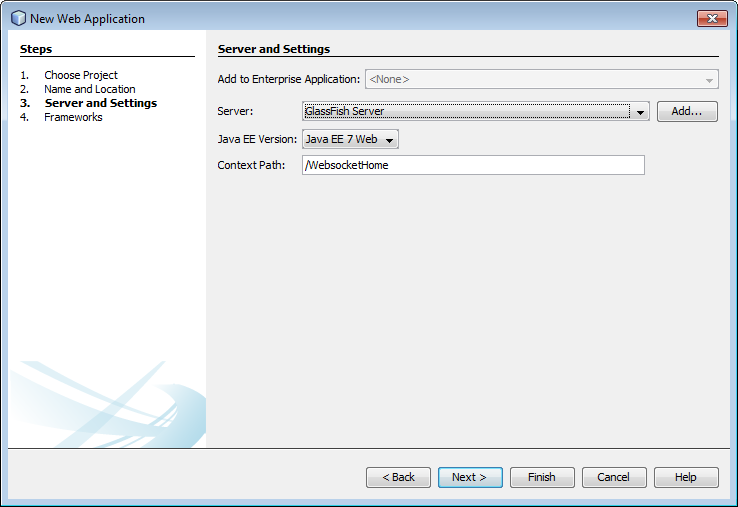 New Web Application
Steps
1. Choose Project
2. Name and Location
3. Server and Settings
4. Frameworks
Server and Settings
Add to Enterprise Application: <None>
Server: GlassFish Server Add...
Java EE Version: Java EE 7 Web
Context Path: /WebsocketHome
< Back Next > Finish Cancel Help